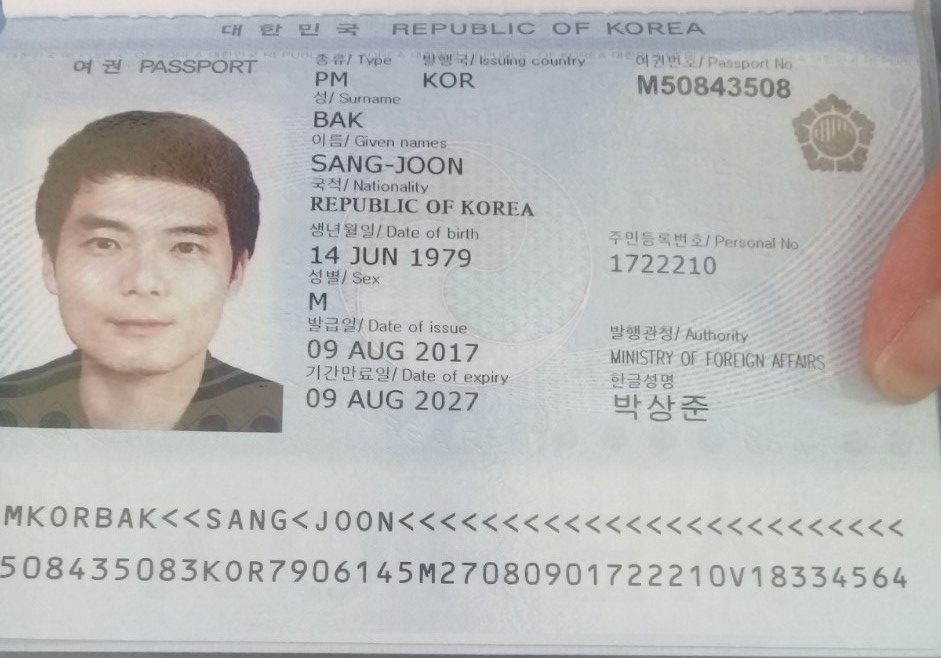 대한민국 REPUBLIC OF KOREA
여권 PASSPORT
종류/ Type 발행국/ Issuing country 여권번호/ Passport No
PM KOR M50843508
성/ Surname
BAK
이름/ Given names
SANG-JOON
국적/ Nationality
REPUBLIC OF KOREA
생년월일/ Date of birth 주민등록번호/ Personal No
14 JUN 1979 1722210
성별/ Sex
M
발급일/ Date of issue 발행관청/ Authority
09 AUG 2017 MINISTRY OF FOREIGN AFFAIRS
기간만료일/ Date of expiry 한글성명
09 AUG 2027 박상준
MKORBAK<<SANG<JOON<<<<<<<<<<<<<<<<<<<<<<<<<
508435083KOR7906145M27080901722210V18334564